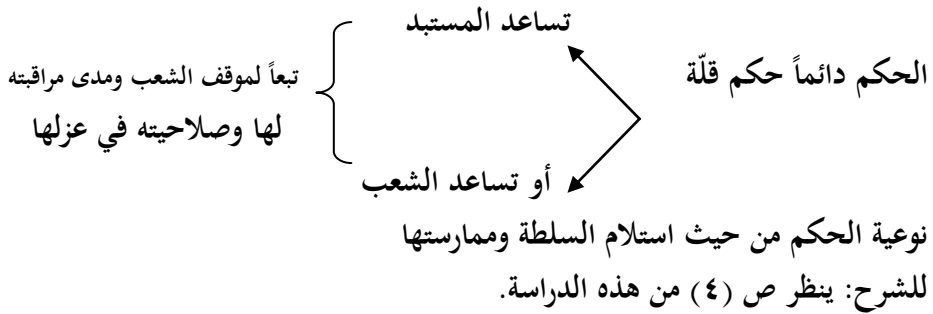 تساعد المستبد
الحكم دائماً حكم قلّة
تبعاً لموقف الشعب ومدى مراقبته
لها وصلاحيته في عزلها
أو تساعد الشعب
نوعية الحكم من حيث استلام السلطة وممارستها
للشرح: ينظر ص (٤) من هذه الدراسة.